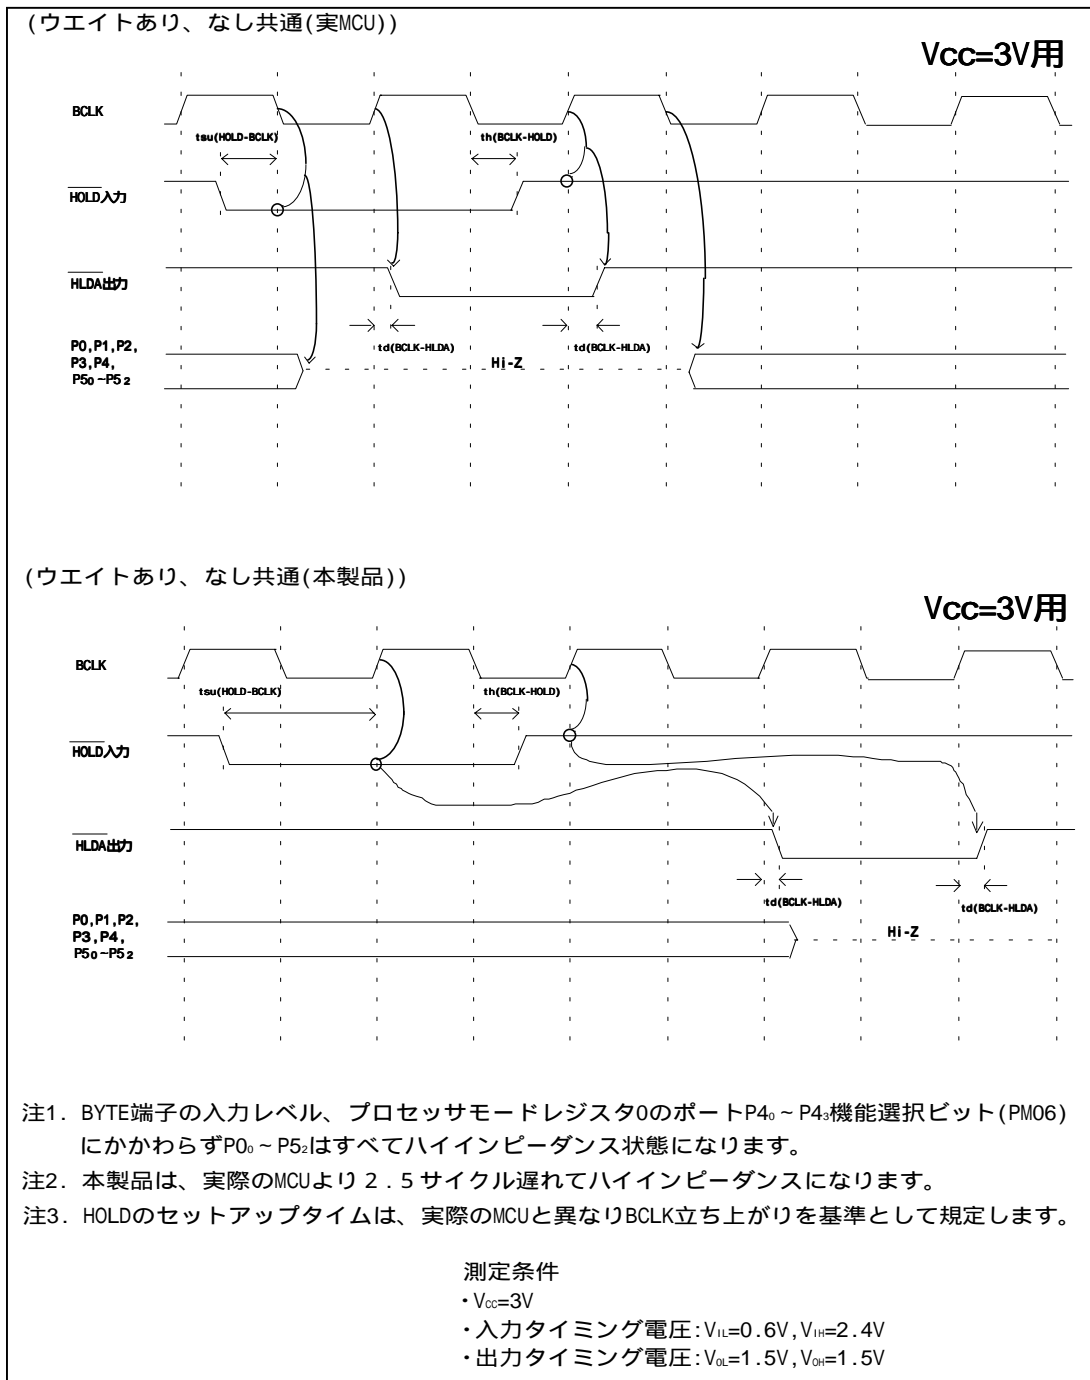 (ウエイトあり、なし共通(実MCU))
Vcc=3V用
BCLK
tsu(HOLD-BCLK)
th(BCLK-HOLD)
HOLD入力
HLDA出力
td(BCLK-HLDA)
td(BCLK-HLDA)
P0,P1,P2,
P3,P4,
P50~P52
Hi-Z
(ウエイトあり、なし共通(本製品))
Vcc=3V用
BCLK
tsu(HOLD-BCLK)
th(BCLK-HOLD)
HOLD入力
HLDA出力
td(BCLK-HLDA)
td(BCLK-HLDA)
P0,P1,P2,
P3,P4,
P50~P52
Hi-Z
注1. BYTE端子の入力レベル、プロセッサモードレジスタ0のポートP40~P43機能選択ビット(PM06)
にかかわらずP00~P52はすべてハイインピーダンス状態になります。
注2. 本製品は、実際のMCUより2.5サイクル遅れてハイインピーダンスになります。
注3. HOLDのセットアップタイムは、実際のMCUと異なりBCLK立ち上がりを基準として規定します。
測定条件
・Vcc=3V
・入力タイミング電圧:VIL=0.6V,VIH=2.4V
・出力タイミング電圧:VOL=1.5V,VOH=1.5V